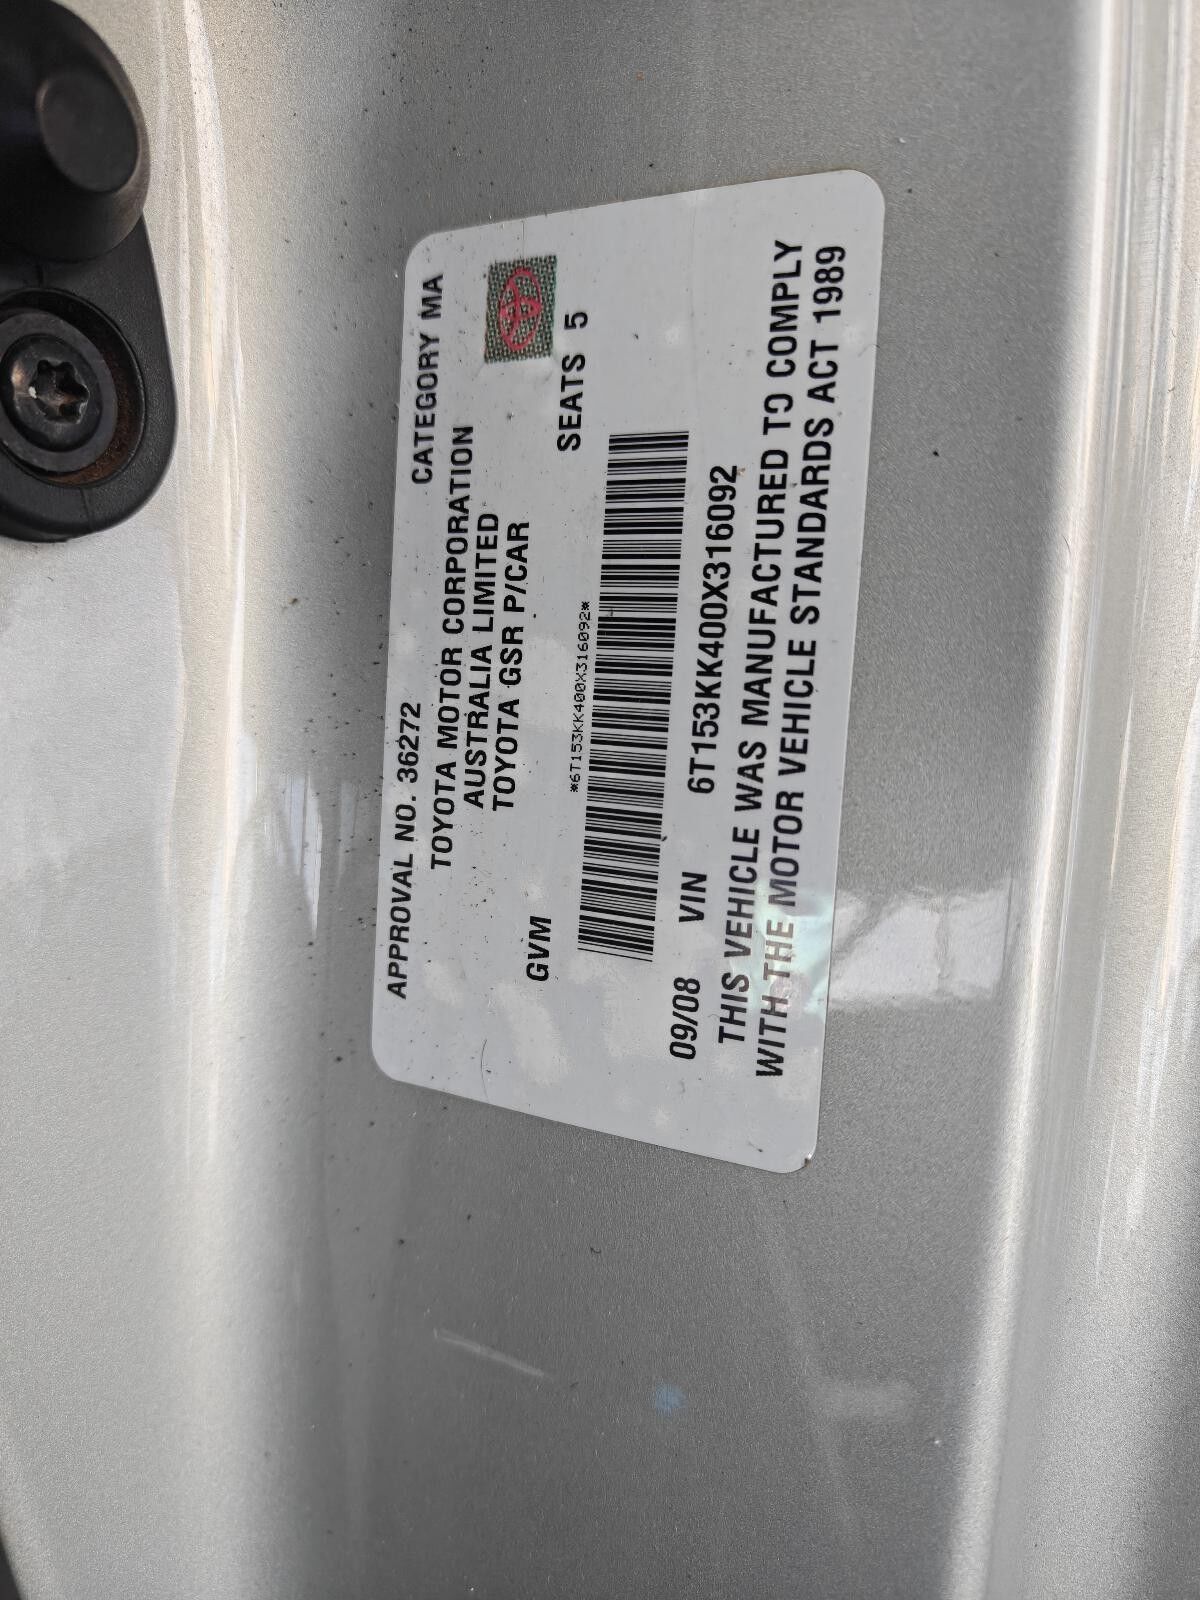 APPROVAL NO. 36272 CATEGORY MA
TOYOTA MOTOR CORPORATION
AUSTRALIA LIMITED
TOYOTA GSR P/CAR
GVM SEATS 5
*6T153KK400X316092*
09/08 VIN 6T153KK400X316092
THIS VEHICLE WAS MANUFACTURED TO COMPLY
WITH THE MOTOR VEHICLE STANDARDS ACT 1989